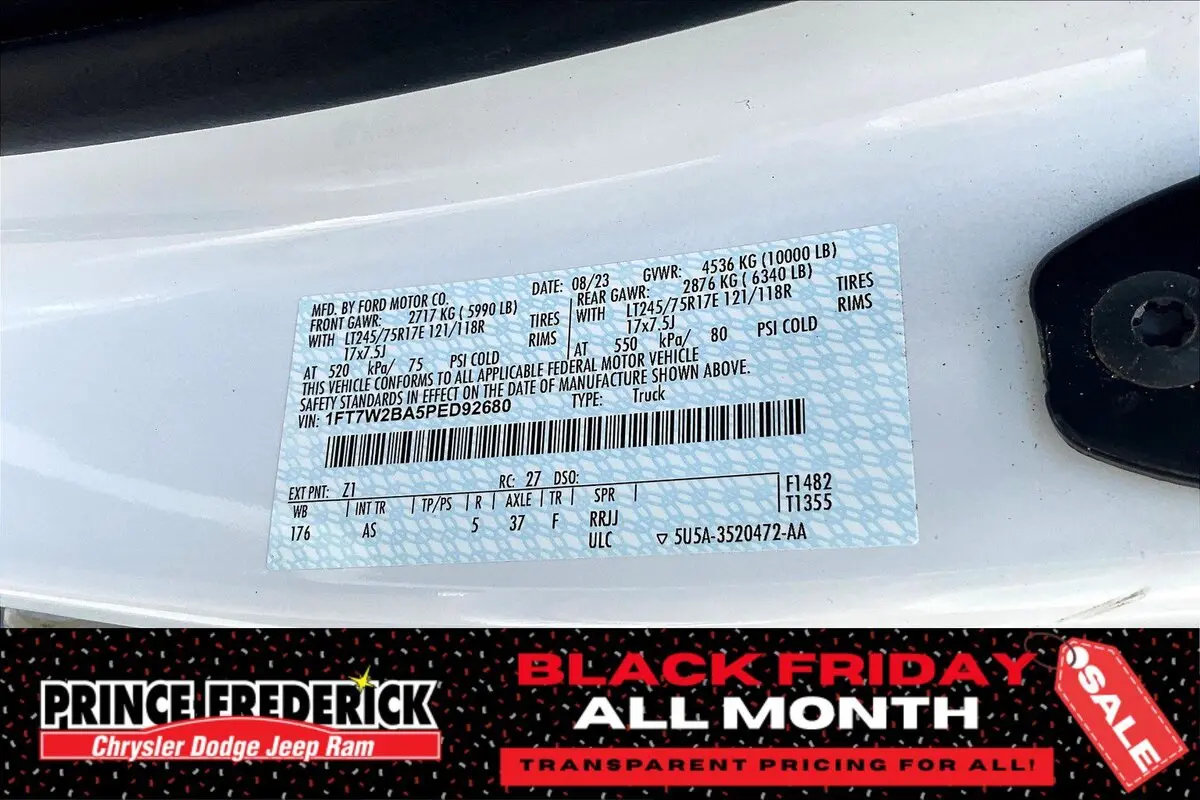 MFD. BY FORD MOTOR CO. DATE: 08/23 GVWR: 4536 KG (10000 LB)
FRONT GAWR: 2717 KG ( 5990 LB) REAR GAWR: 2876 KG ( 6340 LB)
WITH LT245/75R17E 121/118R TIRES WITH LT245/75R17E 121/118R TIRES
17x7.5J RIMS 17x7.5J RIMS
AT 520 kPa/ 75 PSI COLD AT 550 kPa/ 80 PSI COLD
THIS VEHICLE CONFORMS TO ALL APPLICABLE FEDERAL MOTOR VEHICLE
SAFETY STANDARDS IN EFFECT ON THE DATE OF MANUFACTURE SHOWN ABOVE.
VIN: 1FT7W2BA5PED92680 TYPE: Truck
EXT PNT: Z1 RC: 27 DSO:
WB INT TR TP/PS R AXLE TR SPR F1482
176 AS 5 37 F RRJJ T1355
ULC ▽ 5U5A-3520472-AA
PRINCE FREDERICK
Chrysler Dodge Jeep Ram
BLACK FRIDAY
ALL MONTH
TRANSPARENT PRICING FOR ALL!
SALE